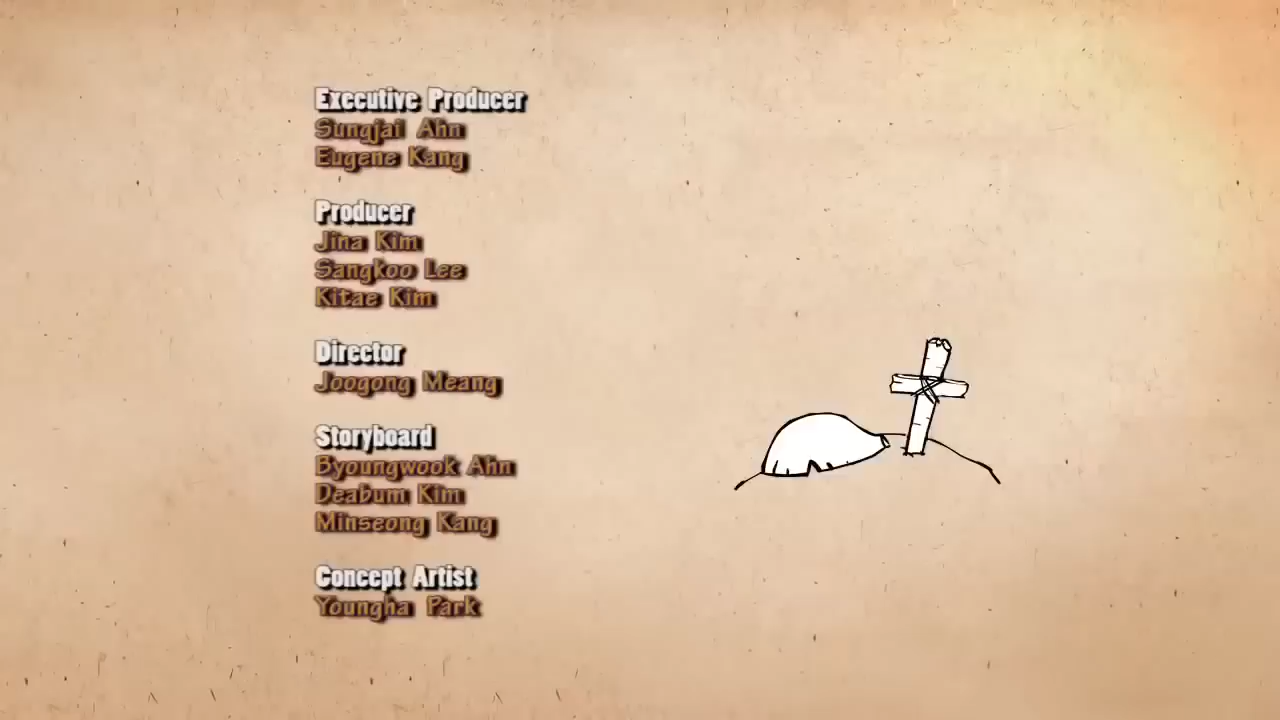 Executive Producer
Sungjai Ahn
Eugene Kang
Producer
Jina Kim
Sangkoo Lee
Kitae Kim
Director
Joogong Meang
Storyboard
Byoungwook Ahn
Deabum Kim
Minseong Kang
Concept Artist
Youngha Park